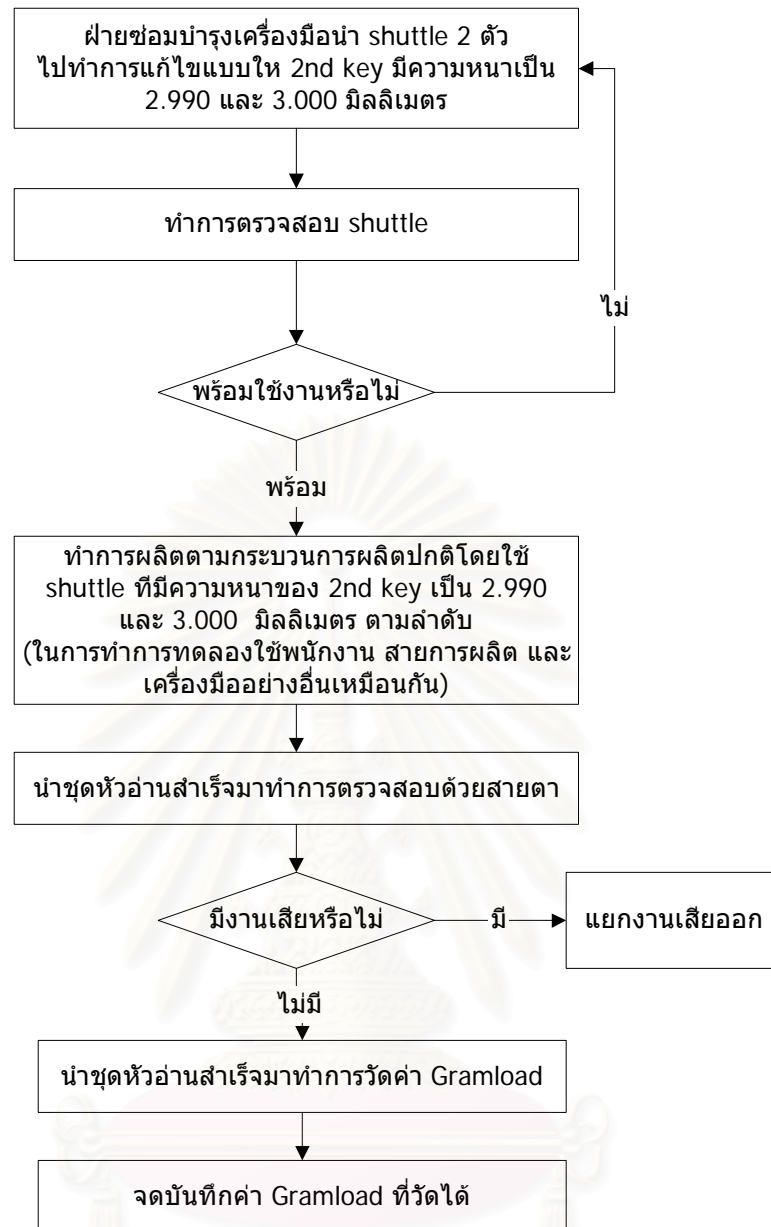 ฝ่ายซ่อมบำรุงเครื่องมือนำ shuttle 2 ตัว
ไปทำการแก้ไขแบบให 2nd key มีความหนาเป็น
2.990 และ 3.000 มิลลิเมตร
ทำการตรวจสอบ shuttle
ไม่
พร้อมใช้งานหรือไม่
พร้อม
ทำการผลิตตามกระบวนการผลิตปกติโดยใช้
shuttle ทีมีความหนาของ 2nd key เป็น 2.990
และ 3.000 มิลลิเมตร ตามลำดับ
(ในการทำการทดลองใช้พนักงาน สายการผลิต และ
เครื่องมืออย่างอื่นเหมือนกัน)
นำชุดหัวอ่านสำเร็จมาทำการตรวจสอบด้วยสายตา
มีงานเสียหรือไม่
มี
แยกงานเสียออก
ไม่มี
นำชุดหัวอ่านสำเร็จมาทำการวัดค่า Gramload
จดบันทึกค่า Gramload ที่วัดได้